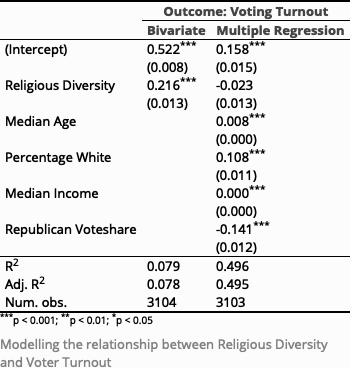 Outcome: Voting Turnout
Bivariate Multiple Regression
(Intercept) 0.522*** 0.158***
(0.008) (0.015)
Religious Diversity 0.216*** -0.023
(0.013) (0.013)
Median Age 0.008***
(0.000)
Percentage White 0.108***
(0.011)
Median Income 0.000***
(0.000)
Republican Voteshare -0.141***
(0.012)
R² 0.079 0.496
Adj. R² 0.078 0.495
Num. obs. 3104 3103
***p < 0.001; **p < 0.01; *p < 0.05
Modelling the relationship between Religious Diversity
and Voter Turnout